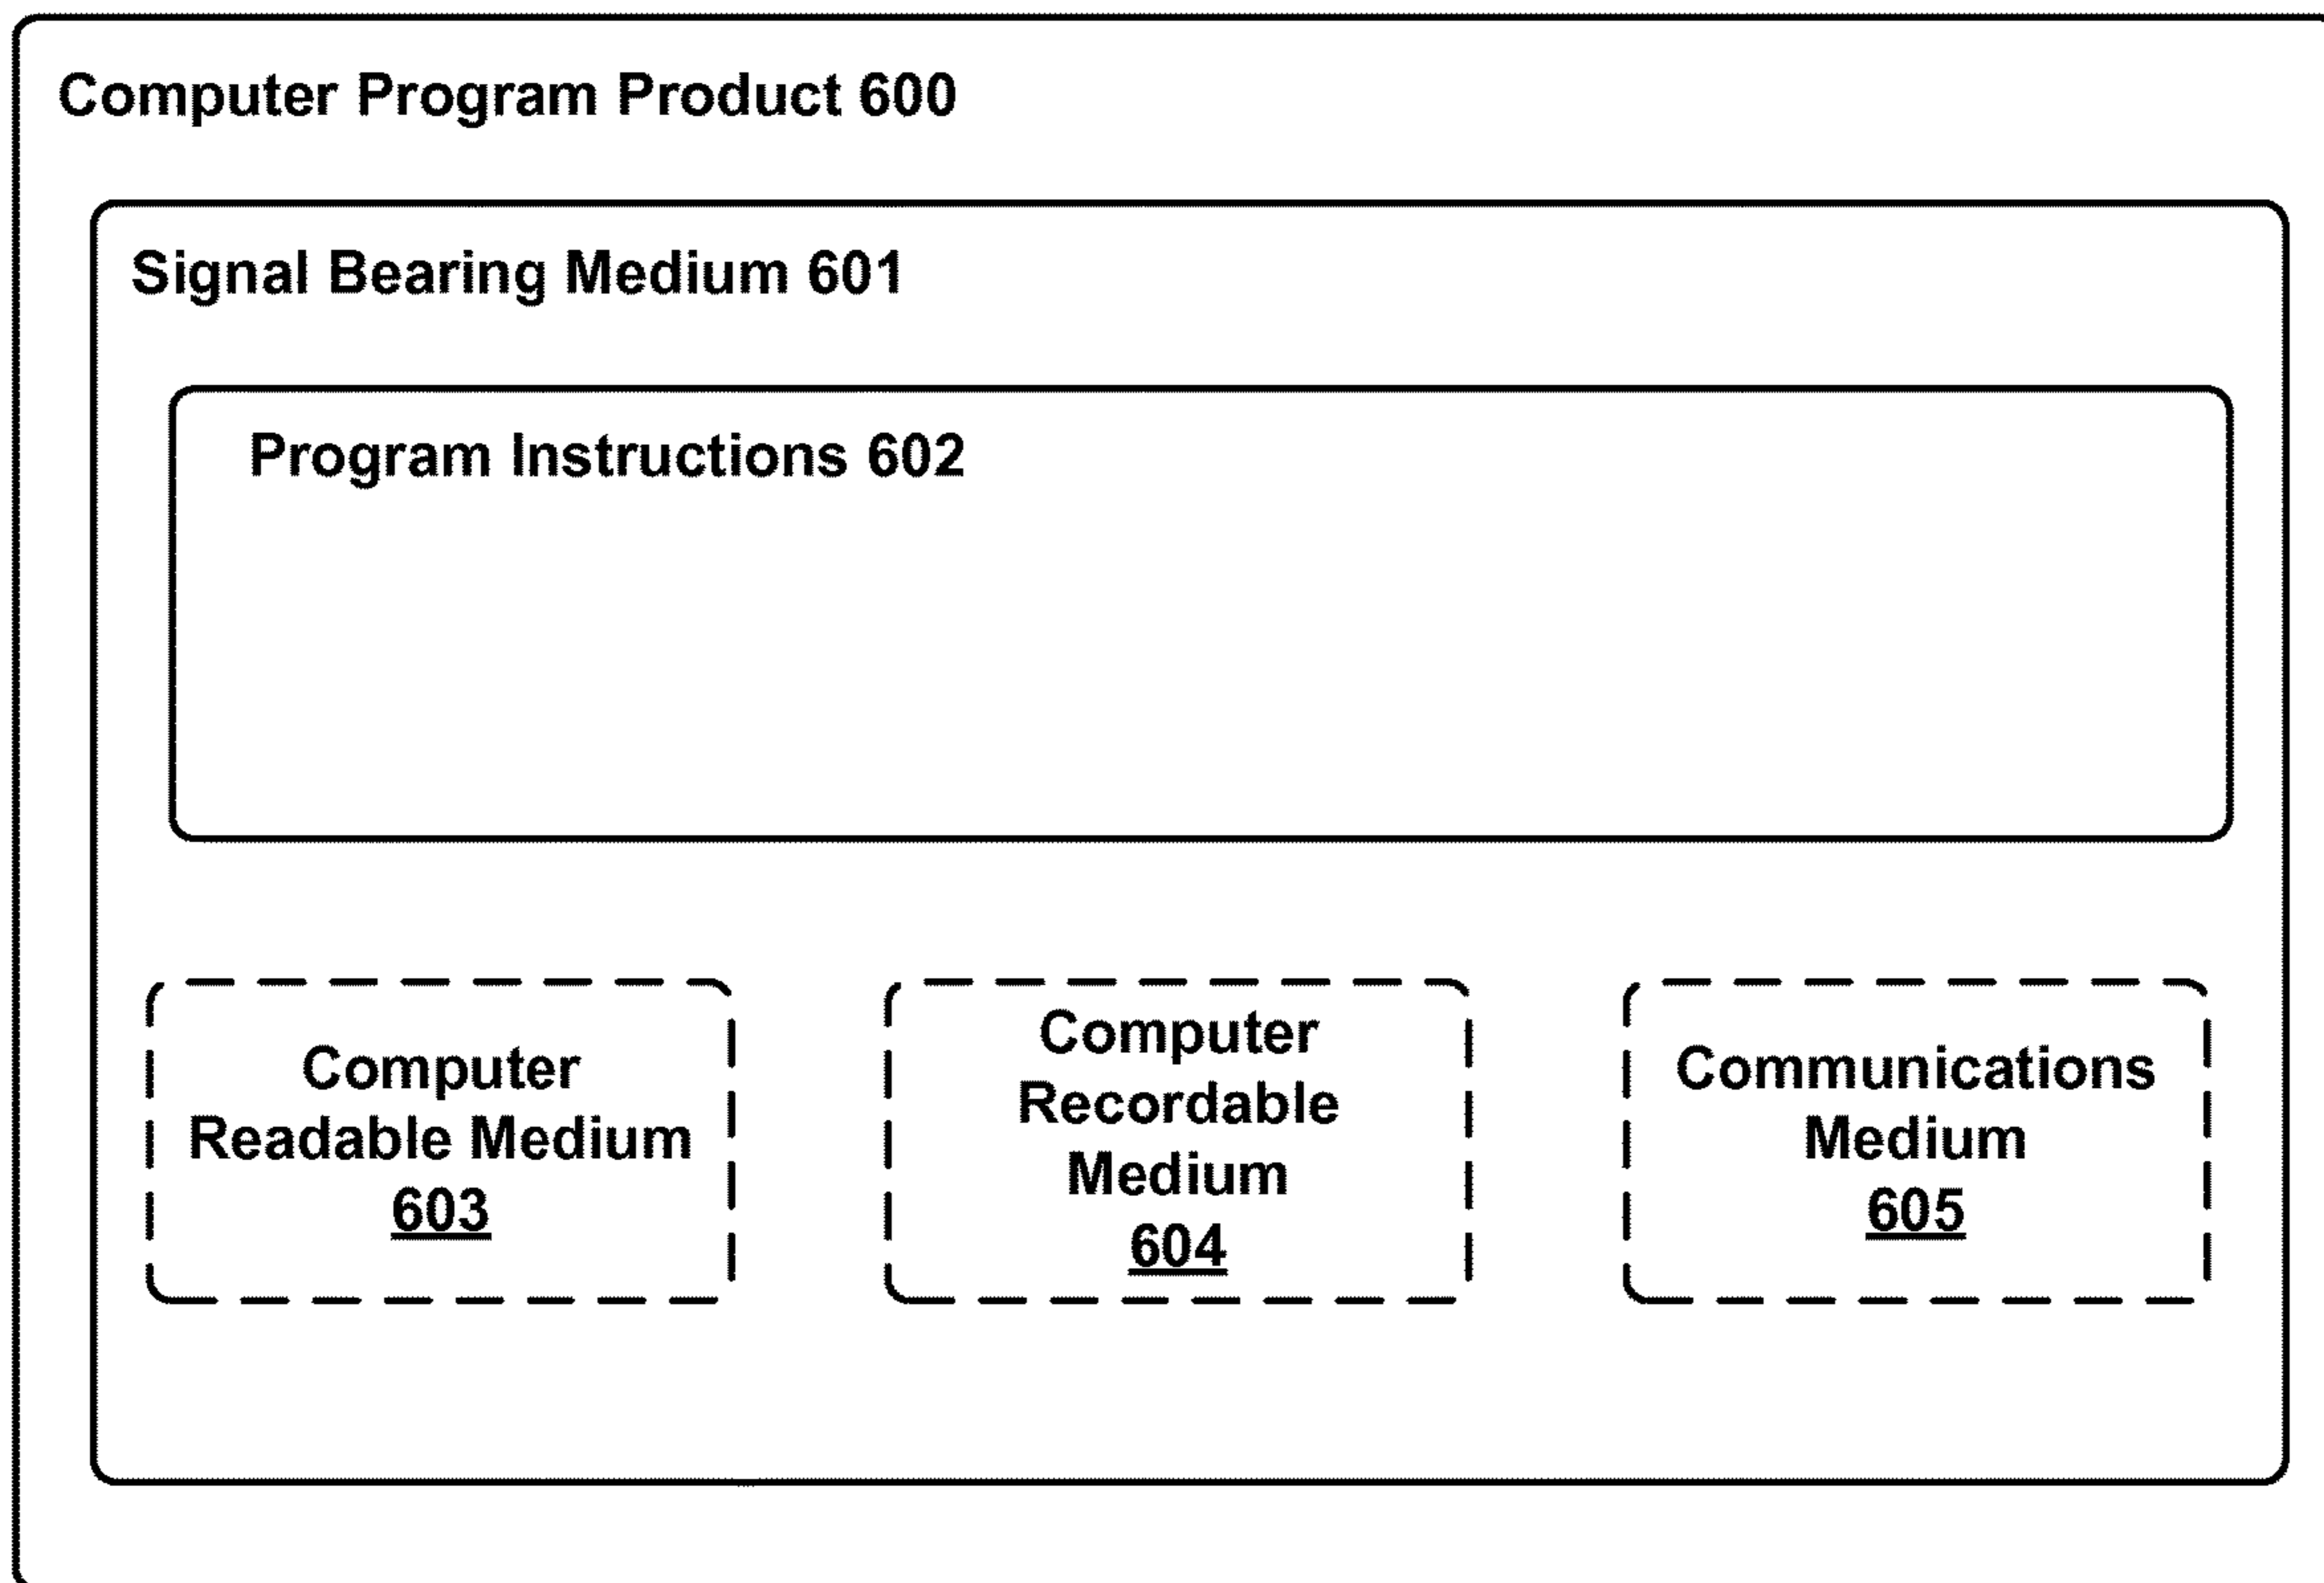 Computer Program Product 600
Signal Bearing Medium 601
Program Instructions 602
Computer
Readable Medium
603
Computer
Recordable
Medium
604
Communications
Medium
605